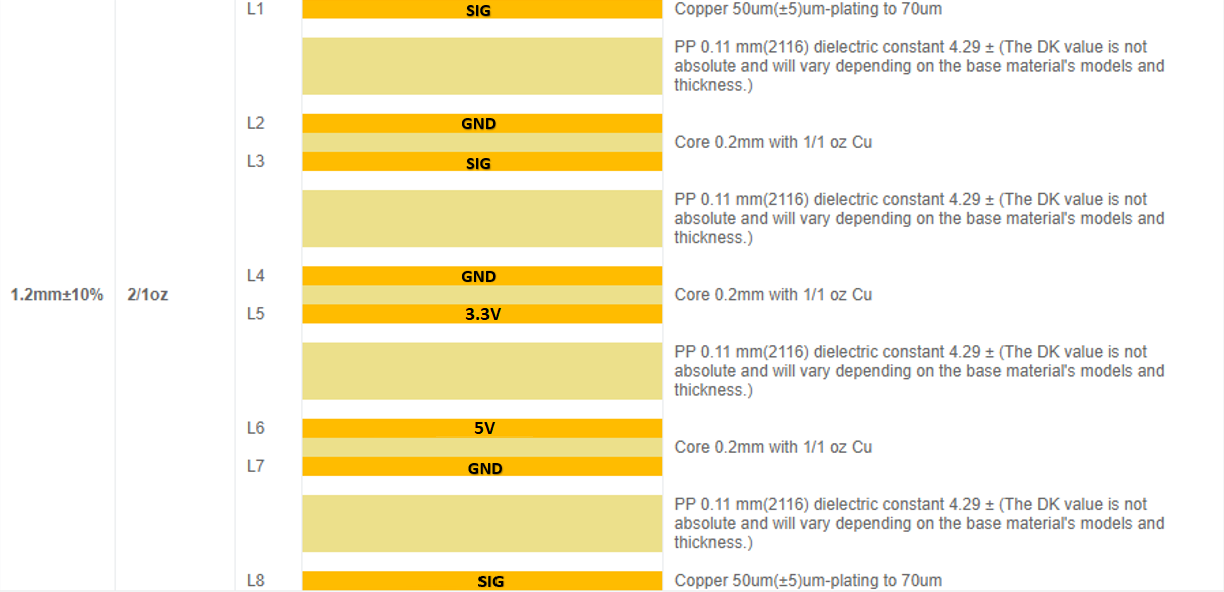 L1 SIG Copper 50um(±5)um-plating to 70um
PP 0.11 mm(2116) dielectric constant 4.29 ± (The DK value is not
absolute and will vary depending on the base material's models and
thickness.)
L2 GND
Core 0.2mm with 1/1 oz Cu
L3 SIG
PP 0.11 mm(2116) dielectric constant 4.29 ± (The DK value is not
absolute and will vary depending on the base material's models and
thickness.)
L4 GND
1.2mm±10% 2/1oz Core 0.2mm with 1/1 oz Cu
L5 3.3V
PP 0.11 mm(2116) dielectric constant 4.29 ± (The DK value is not
absolute and will vary depending on the base material's models and
thickness.)
L6 5V
Core 0.2mm with 1/1 oz Cu
L7 GND
PP 0.11 mm(2116) dielectric constant 4.29 ± (The DK value is not
absolute and will vary depending on the base material's models and
thickness.)
L8 SIG Copper 50um(±5)um-plating to 70um